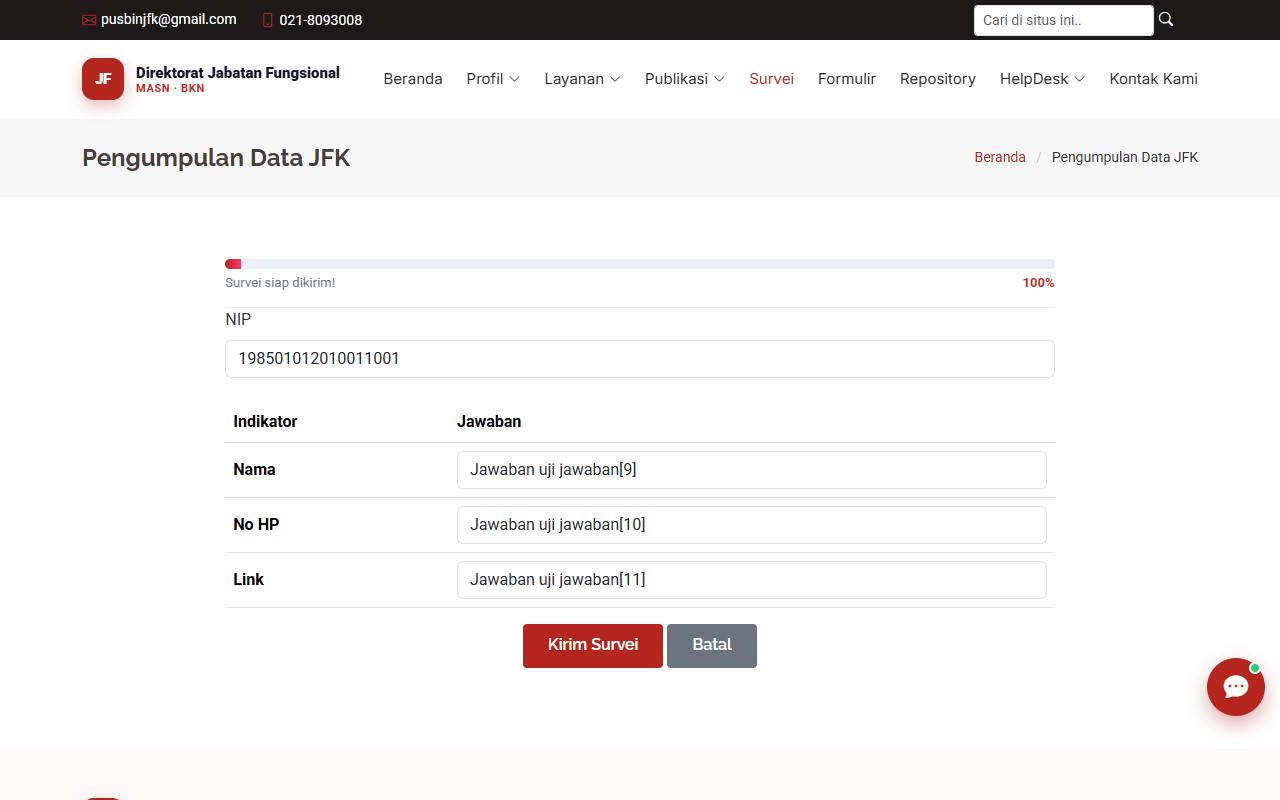 pusbinjfk@gmail.com 021-8093008 Cari di situs ini..
JF Direktorat Jabatan Fungsional
MASN · BKN
Beranda Profil Layanan Publikasi Survei Formulir Repository HelpDesk Kontak Kami
Pengumpulan Data JFK Beranda / Pengumpulan Data JFK
Survei siap dikirim! 100%
NIP
198501012010011001
Indikator Jawaban
Nama Jawaban uji jawaban[9]
No HP Jawaban uji jawaban[10]
Link Jawaban uji jawaban[11]
Kirim Survei Batal